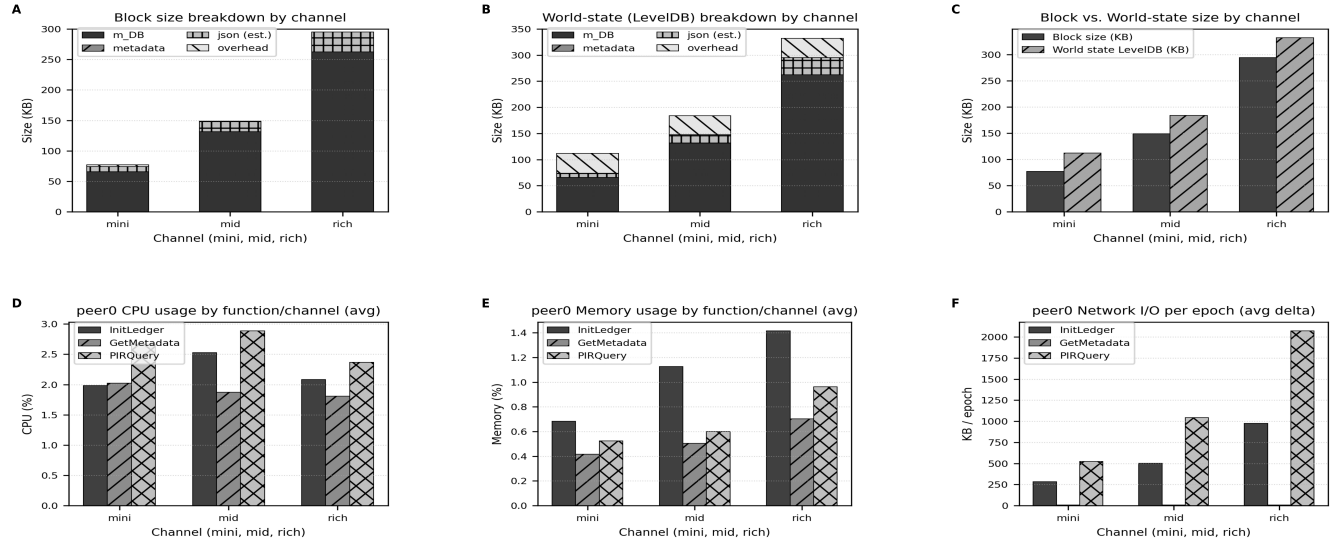 A
Block size breakdown by channel
m_DB
metadata
json (est.)
overhead
Size (KB)
300
250
200
150
100
50
0
mini
mid
rich
Channel (mini, mid, rich)
B
World-state (LevelDB) breakdown by channel
m_DB
metadata
json (est.)
overhead
Size (KB)
350
300
250
200
150
100
50
0
mini
mid
rich
Channel (mini, mid, rich)
C
Block vs. World-state size by channel
Block size (KB)
World state LevelDB (KB)
Size (KB)
350
300
250
200
150
100
50
0
mini
mid
rich
Channel (mini, mid, rich)
D
peer0 CPU usage by function/channel (avg)
InitLedger
GetMetadata
PIRQuery
CPU (%)
3.0
2.5
2.0
1.5
1.0
0.5
0.0
mini
mid
rich
Channel (mini, mid, rich)
E
peer0 Memory usage by function/channel (avg)
InitLedger
GetMetadata
PIRQuery
Memory (%)
1.4
1.2
1.0
0.8
0.6
0.4
0.2
0.0
mini
mid
rich
Channel (mini, mid, rich)
F
peer0 Network I/O per epoch (avg delta)
InitLedger
GetMetadata
PIRQuery
KB / epoch
2000
1750
1500
1250
1000
750
500
250
0
mini
mid
rich
Channel (mini, mid, rich)